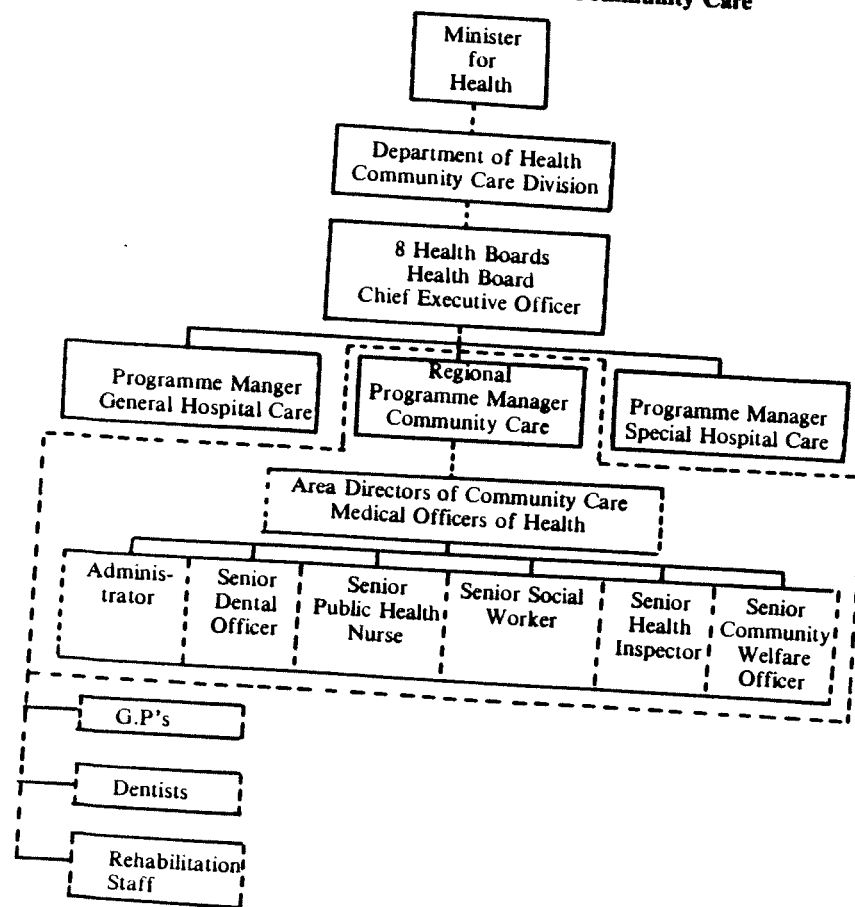 Community Care
Minister
for
Health
Department of Health
Community Care Division
8 Health Boards
Health Board
Chief Executive Officer
Programme Manger
General Hospital Care
Regional
Programme Manager
Community Care
Programme Manager
Special Hospital Care
Area Directors of Community Care
Medical Officers of Health
Adminis-
trator
Senior
Dental
Officer
Senior
Public Health
Nurse
Senior Social
Worker
Senior
Health
Inspector
Senior
Community
Welfare
Officer
G.P's
Dentists
Rehabilitation
Staff